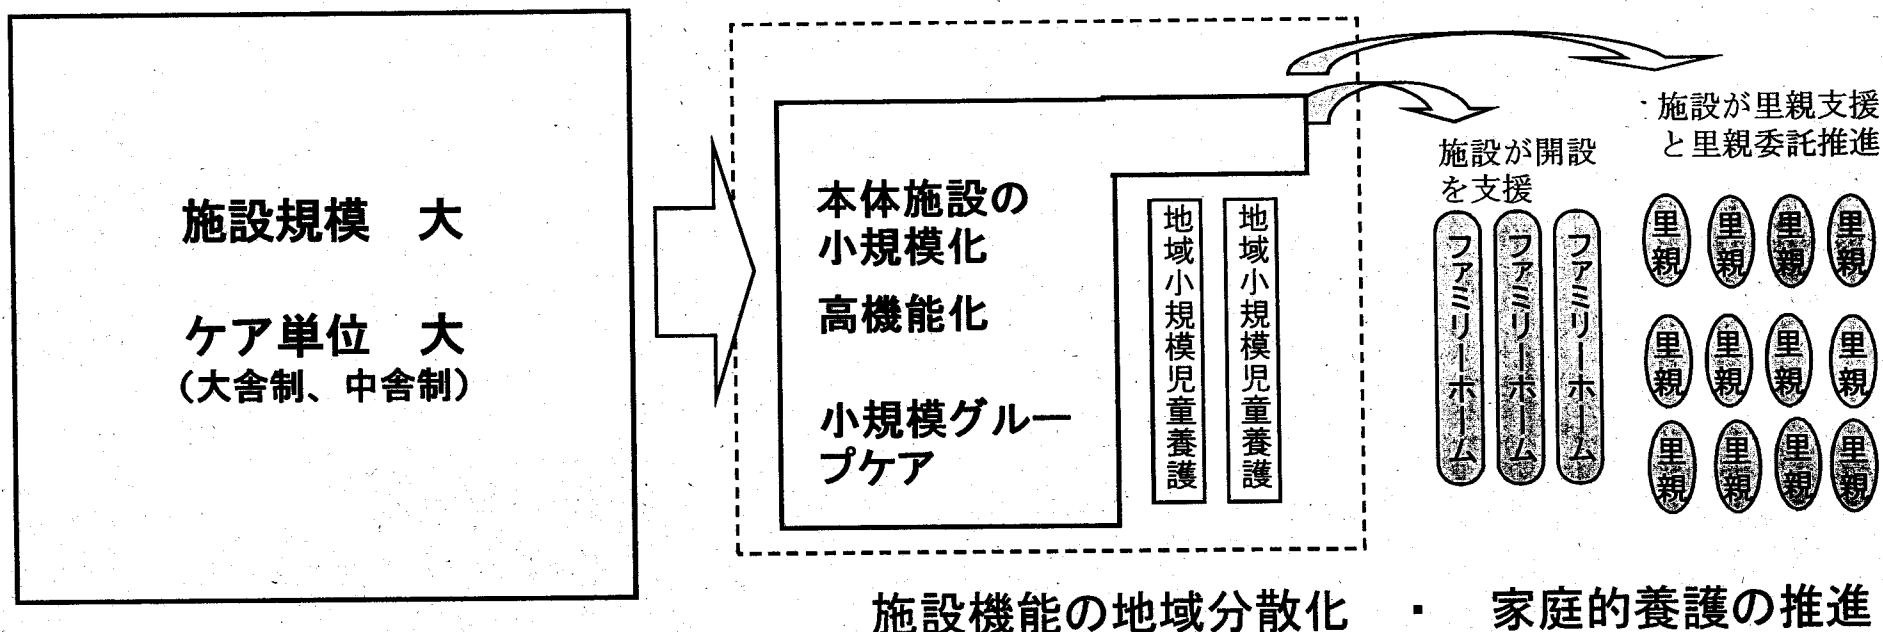 施設規模 大
ケア単位 大
(大舎制、中舎制)
本体施設の
小規模化
高機能化
小規模グルー
プケア
地域小規模児童養護
地域小規模児童養護
施設が開設
を支援
ファミリーホーム
ファミリーホーム
ファミリーホーム
施設が里親支援
と里親委託推進
里親
里親
里親
里親
里親
里親
里親
里親
里親
里親
里親
里親
施設機能の地域分散化 ・ 家庭的養護の推進